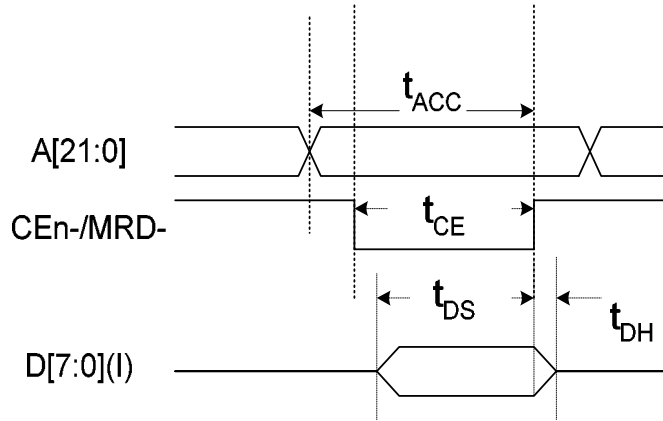 tACC
A[21:0]
CEn-/MRD-
tCE
tDS
tDH
D[7:0](I)